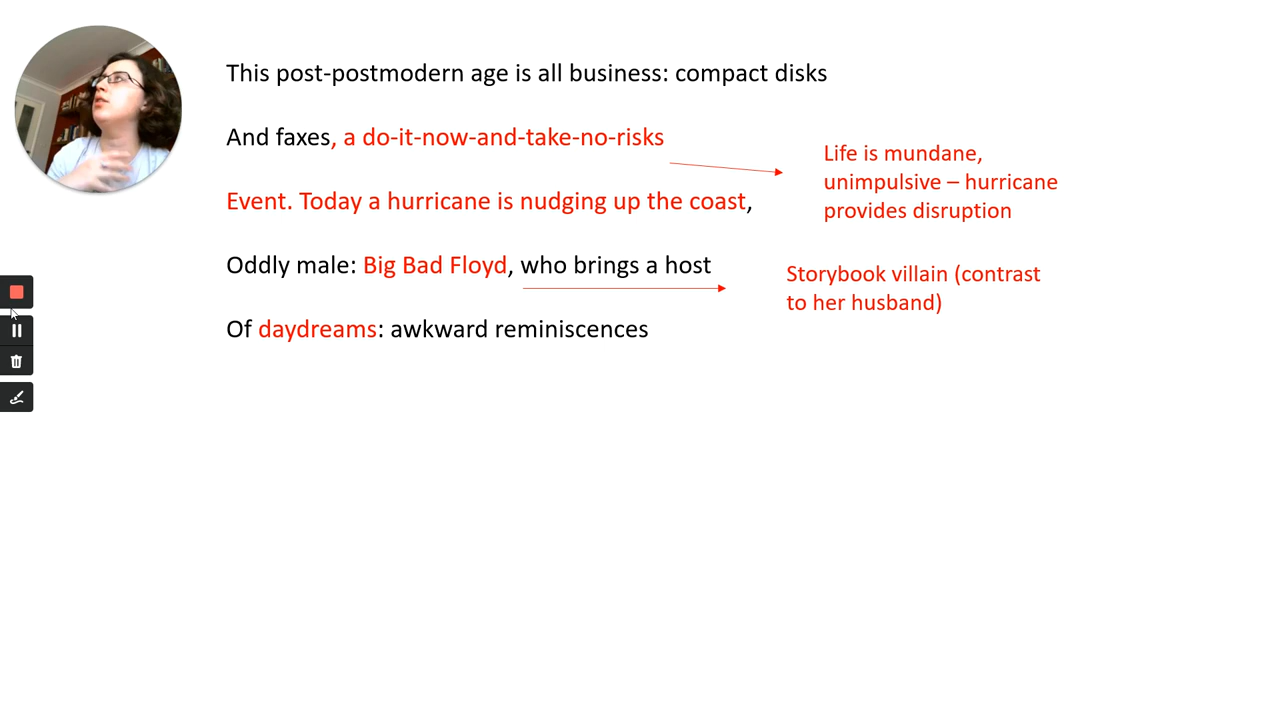 This post-postmodern age is all business: compact disks
And faxes, a do-it-now-and-take-no-risks
Life is mundane,
unimpulsive – hurricane
provides disruption
Event. Today a hurricane is nudging up the coast,
Oddly male: Big Bad Floyd, who brings a host
Storybook villain (contrast
to her husband)
Of daydreams: awkward reminiscences